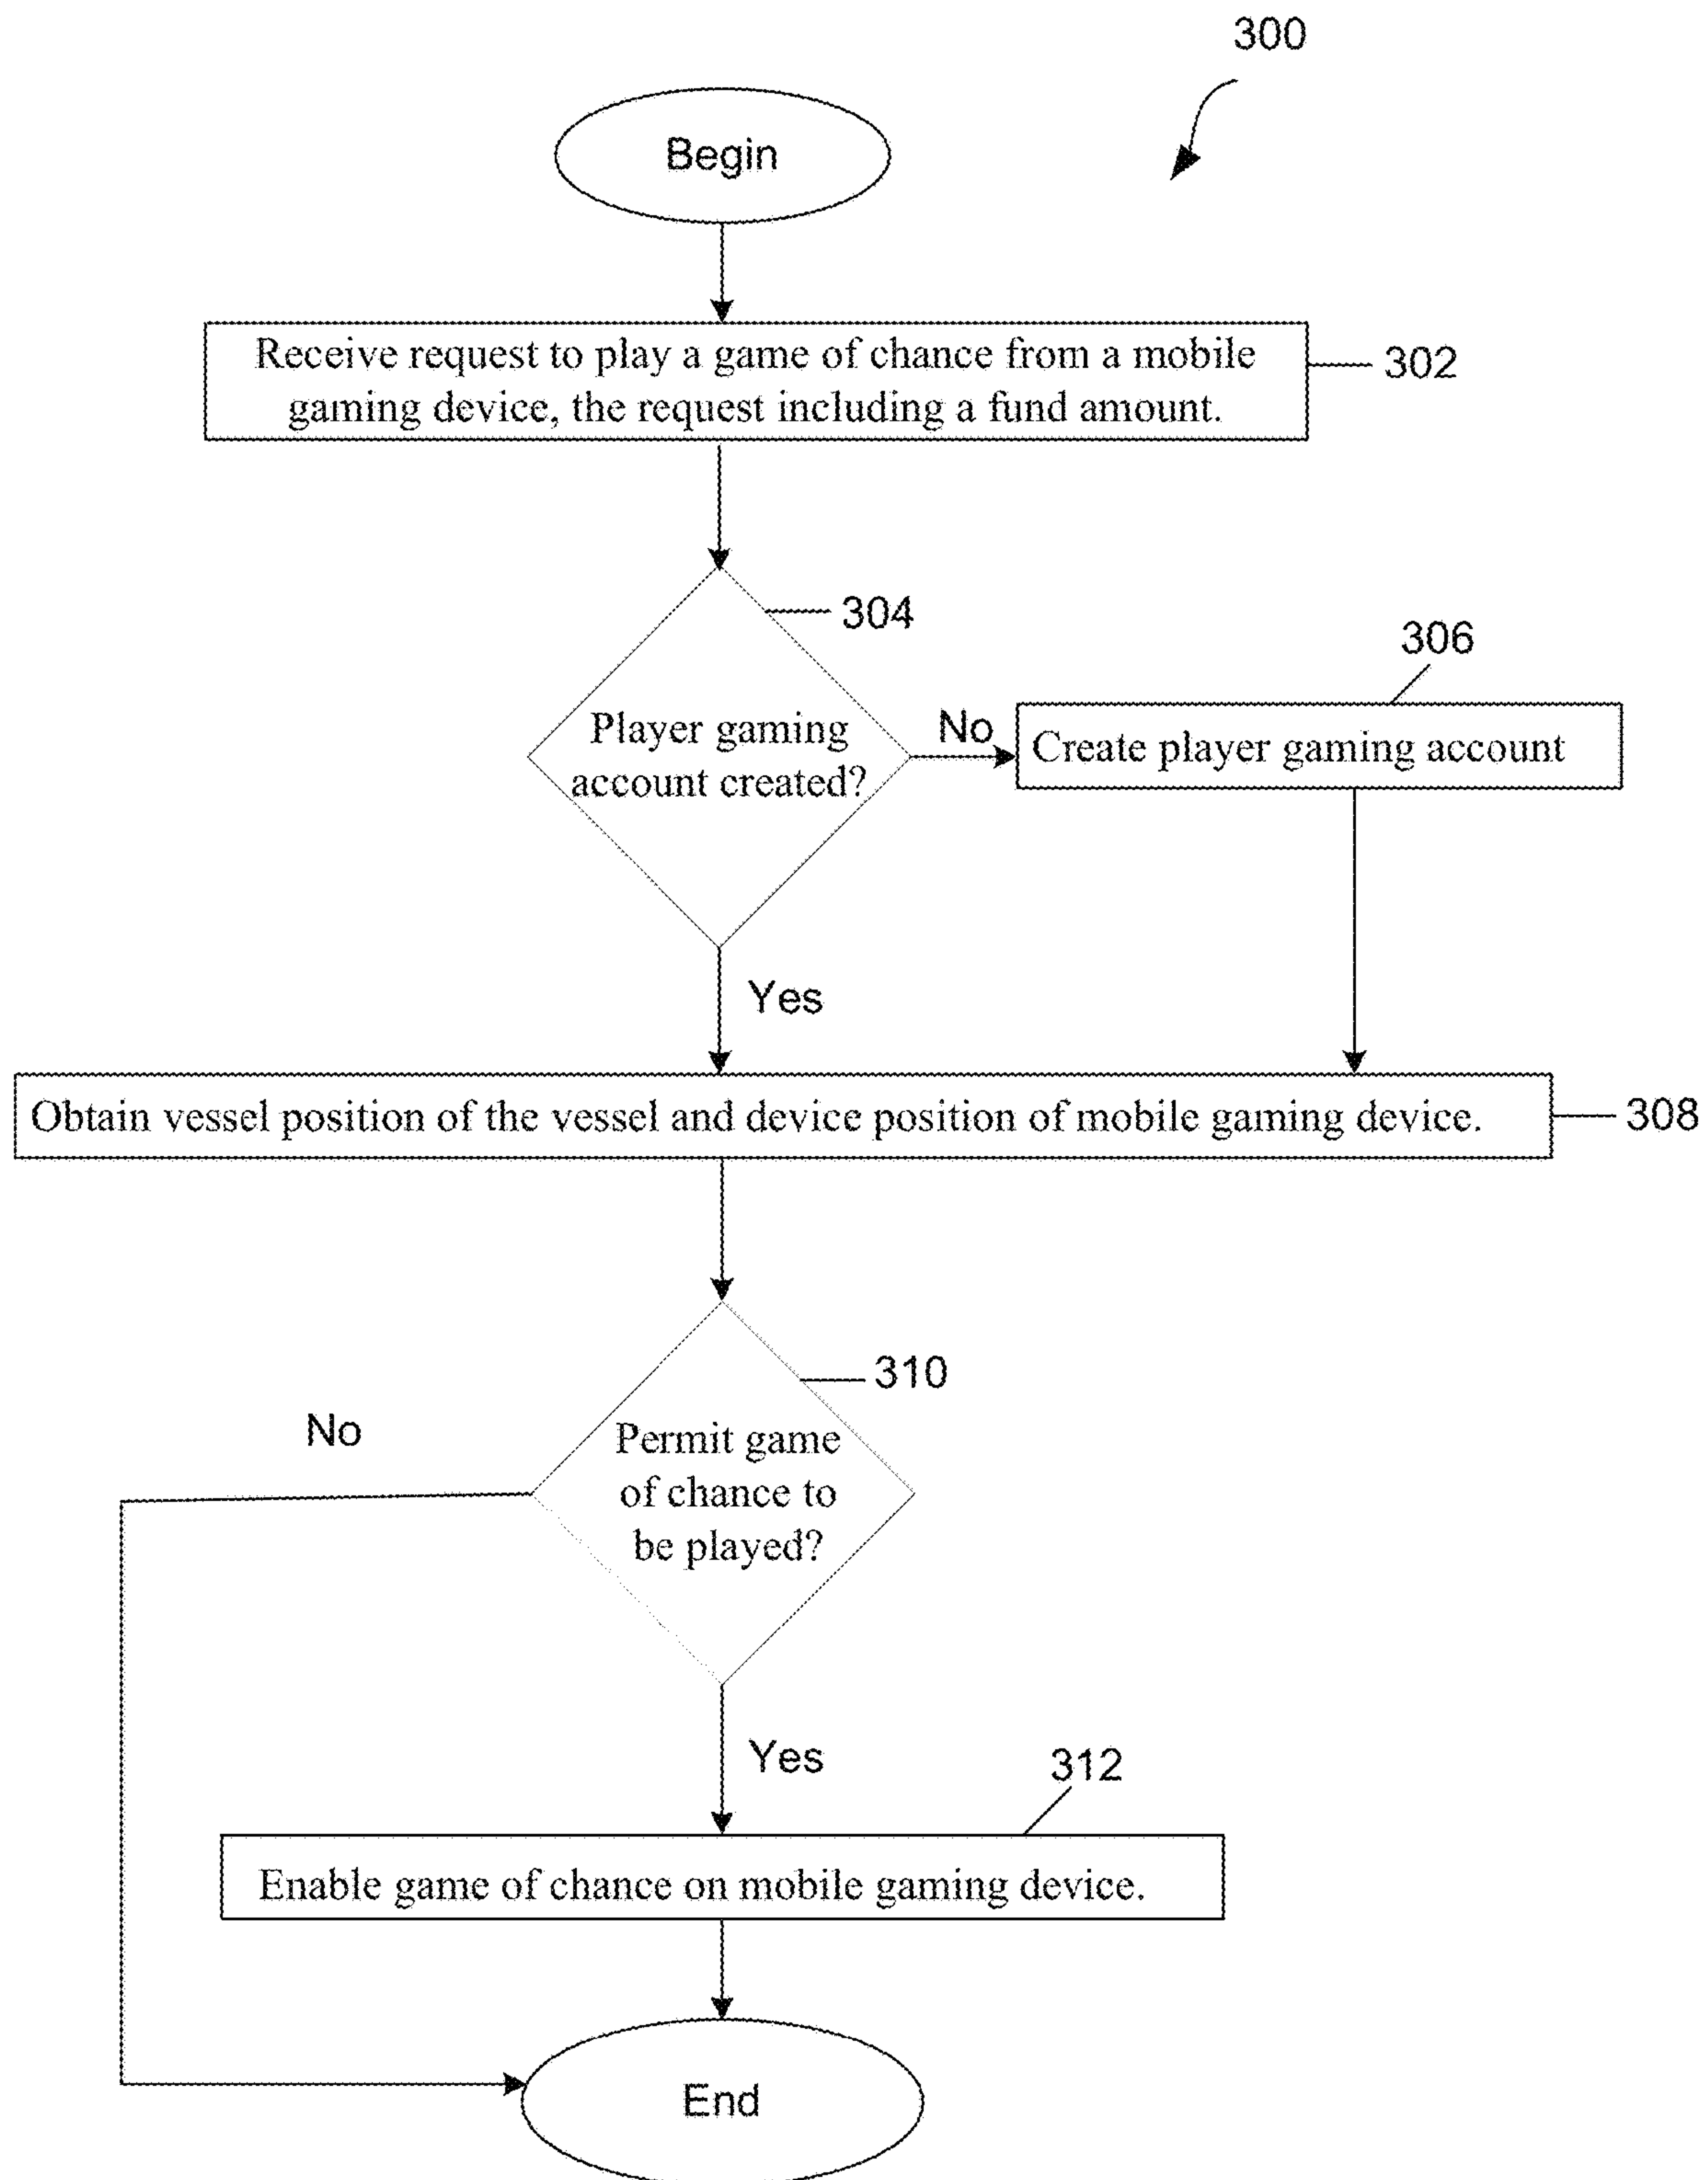 300
Begin
Receive request to play a game of chance from a mobile
gaming device, the request including a fund amount.
302
304
Player gaming
account created?
No
306
Create player gaming account
Yes
Obtain vessel position of the vessel and device position of mobile gaming device.
308
310
Permit game
of chance to
be played?
No
Yes
312
Enable game of chance on mobile gaming device.
End